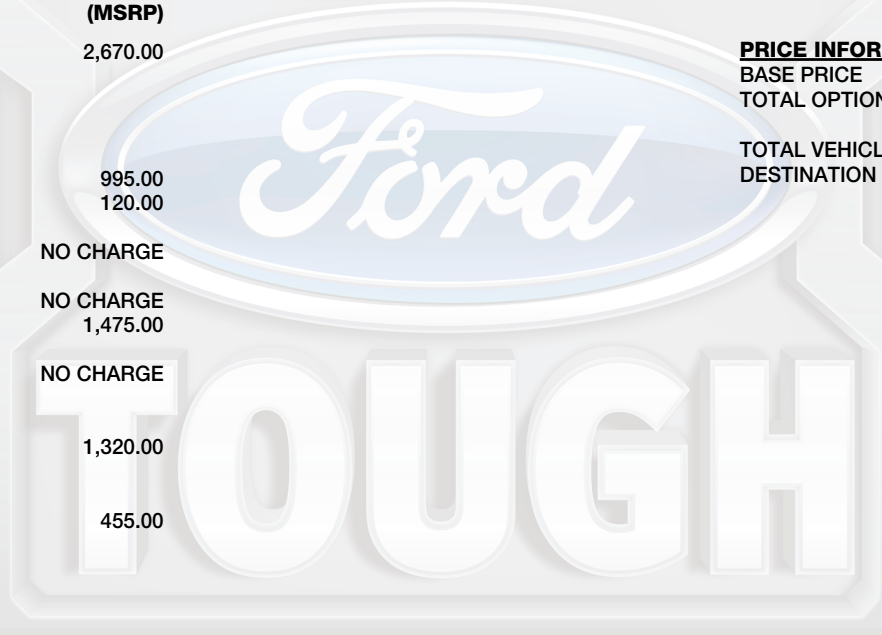 (MSRP)
2,670.00
995.00
120.00
NO CHARGE
NO CHARGE
1,475.00
NO CHARGE
1,320.00
455.00
PRICE INFOR
BASE PRICE
TOTAL OPTION
TOTAL VEHICL
DESTINATION
Ford
TOUGH